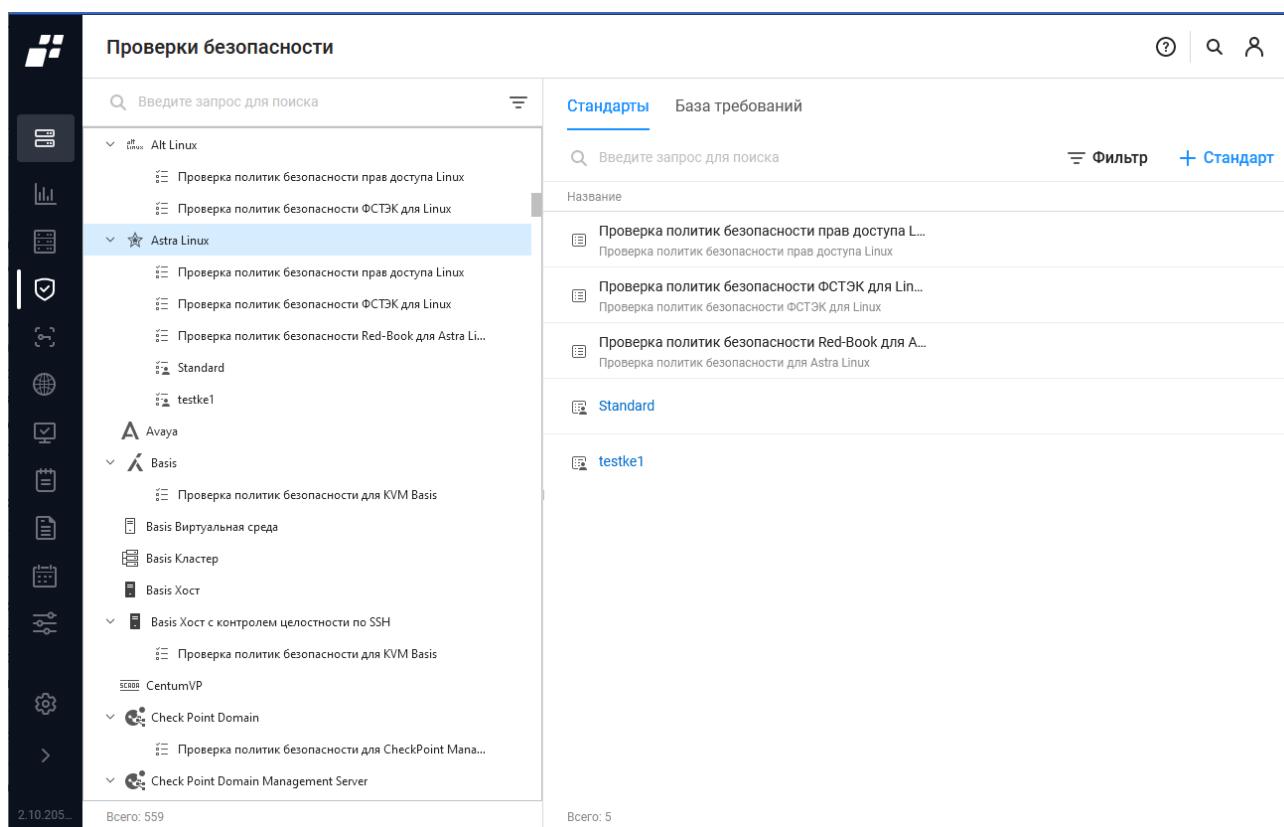 Проверки безопасности
Введите запрос для поиска
Alt Linux
Проверка политик безопасности прав доступа Linux
Проверка политик безопасности ФСТЭК для Linux
Astra Linux
Проверка политик безопасности прав доступа Linux
Проверка политик безопасности ФСТЭК для Linux
Проверка политик безопасности Red-Book для Astra Li...
Standard
testke1
Avaya
Basis
Проверка политик безопасности для KVM Basis
Basis Виртуальная среда
Basis Кластер
Basis Хост
Basis Хост с контролем целостности по SSH
Проверка политик безопасности для KVM Basis
SCADA CentumVP
Check Point Domain
Проверка политик безопасности для CheckPoint Mana...
Check Point Domain Management Server
2.10.205...
Всего: 559
Стандарты База требований
Введите запрос для поиска Фильтр + Стандарт
Название
Проверка политик безопасности прав доступа L...
Проверка политик безопасности прав доступа Linux
Проверка политик безопасности ФСТЭК для Lin...
Проверка политик безопасности ФСТЭК для Linux
Проверка политик безопасности Red-Book для A...
Проверка политик безопасности для Astra Linux
Standard
testke1
Всего: 5